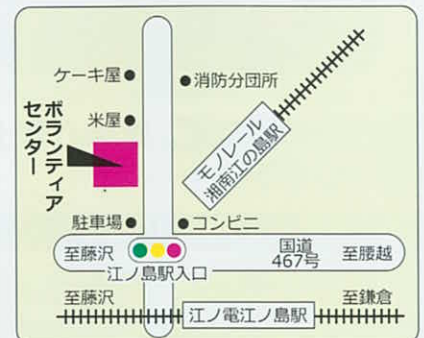 ケーキ屋
消防分団所
米屋
ボランティア
センター
モノレール
湘南江の島駅
駐車場
コンビニ
至藤沢
国道
467号
至腰越
江ノ島駅入口
至藤沢
江ノ電江ノ島駅
至鎌倉